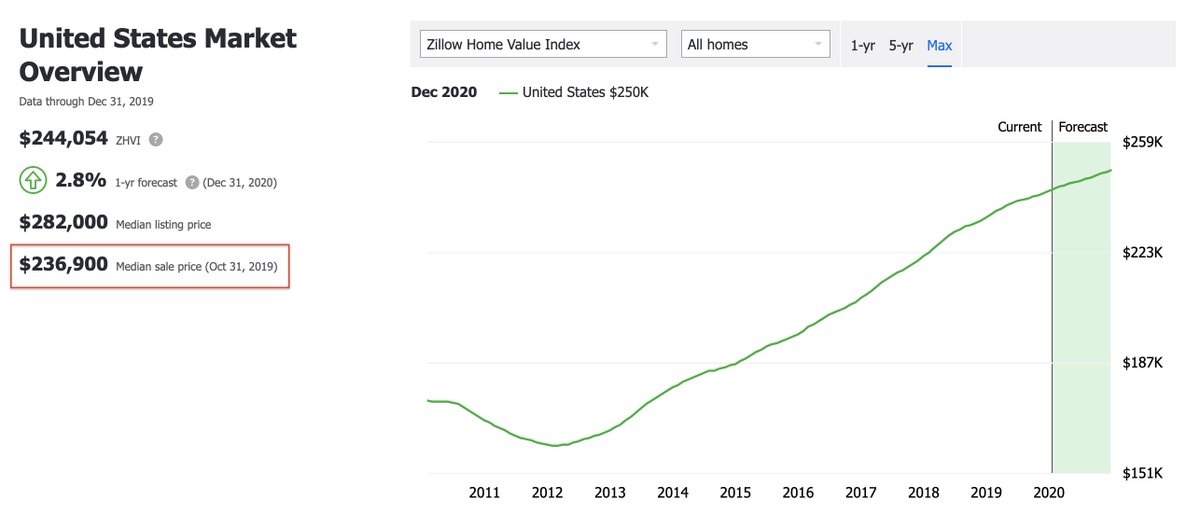 United States Market
Overview
Data through Dec 31, 2019
$244,054 ZHVI ?
2.8% 1-yr forecast ? (Dec 31, 2020)
$282,000 Median listing price
$236,900 Median sale price (Oct 31, 2019)
Zillow Home Value Index All homes 1-yr 5-yr Max
Dec 2020 United States $250K
Current Forecast
$259K
$223K
$187K
$151K
2011 2012 2013 2014 2015 2016 2017 2018 2019 2020